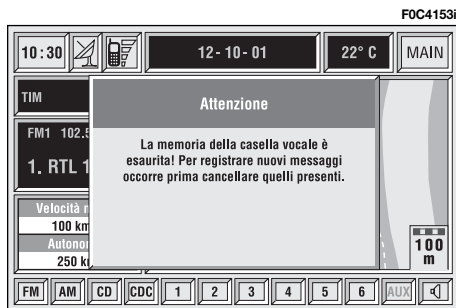 F0C4153i
10:30
12-10-01
22° C
MAIN
TIM
Attenzione
FM1 102.5
1. RTL 1
La memoria della casella vocale è
esaurita! Per registrare nuovi messaggi
occorre prima cancellare quelli presenti.
Velocità
100 km
250
100
m
FM AM CD CDC 1 2 3 4 5 6 AUX